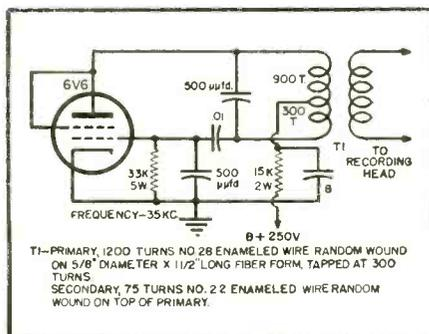 6V6
500 µµfd.
900 T.
300
T
.01
33K
5W
500
µµfd
15K
2W
8
T1
TO
RECORDING
HEAD
FREQUENCY-35KC
B+250V
T1-PRIMARY, 1200 TURNS NO. 28 ENAMELED WIRE RANDOM WOUND
ON 5/8" DIAMETER X 1 1/2" LONG FIBER FORM, TAPPED AT 300
TURNS
SECONDARY, 75 TURNS NO. 22 ENAMELED WIRE RANDOM
WOUND ON TOP OF PRIMARY.